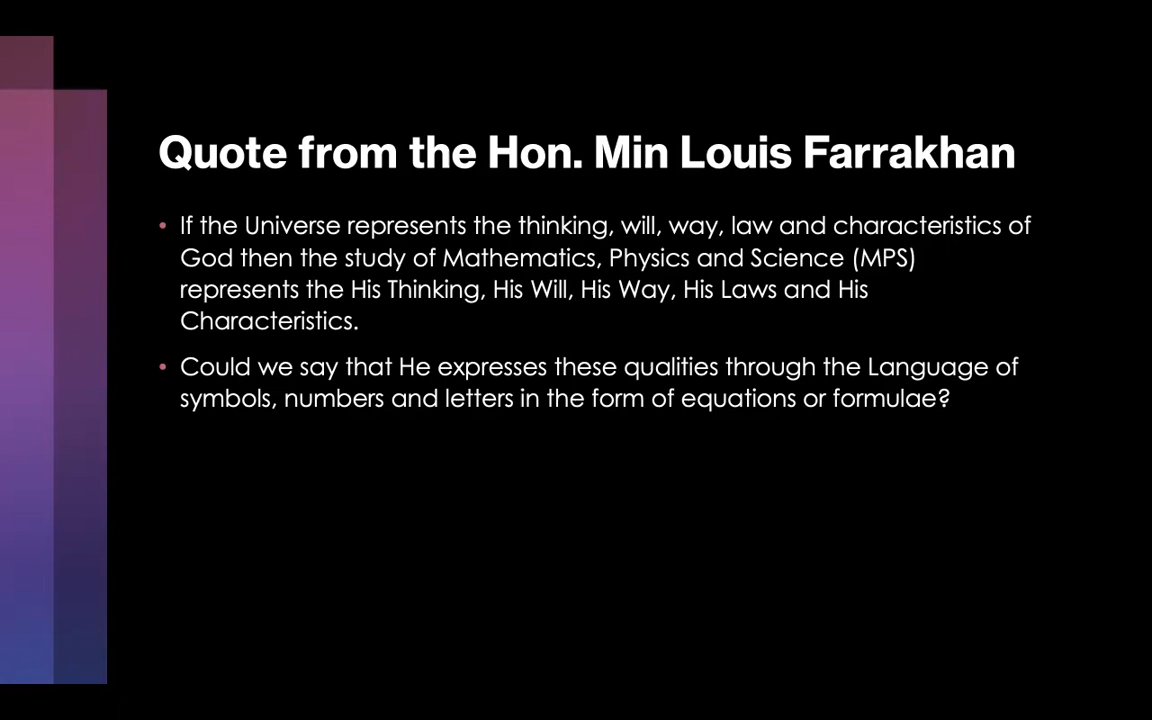 Quote from the Hon. Min Louis Farrakhan
• If the Universe represents the thinking, will, way, law and characteristics of
God then the study of Mathematics, Physics and Science (MPS)
represents the His Thinking, His Will, His Way, His Laws and His
Characteristics.
• Could we say that He expresses these qualities through the Language of
symbols, numbers and letters in the form of equations or formulae?